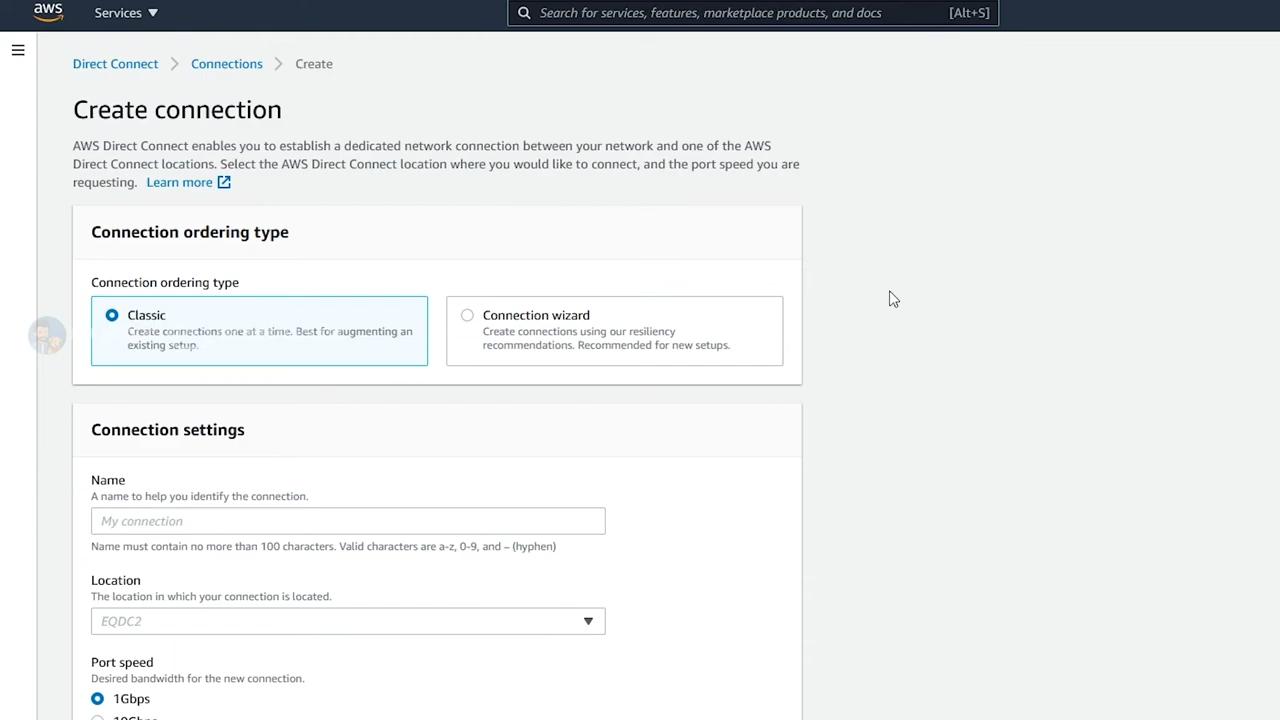 aws
Services ▼
Search for services, features, marketplace products, and docs [Alt+S]
Direct Connect > Connections > Create
Create connection
AWS Direct Connect enables you to establish a dedicated network connection between your network and one of the AWS
Direct Connect locations. Select the AWS Direct Connect location where you would like to connect, and the port speed you are
requesting. Learn more
Connection ordering type
Connection ordering type
Classic
Create connections one at a time. Best for augmenting an
existing setup.
Connection wizard
Create connections using our resiliency
recommendations. Recommended for new setups.
Connection settings
Name
A name to help you identify the connection.
My connection
Name must contain no more than 100 characters. Valid characters are a-z, 0-9, and – (hyphen)
Location
The location in which your connection is located.
EQDC2
Port speed
Desired bandwidth for the new connection.
1Gbps
10Gbps